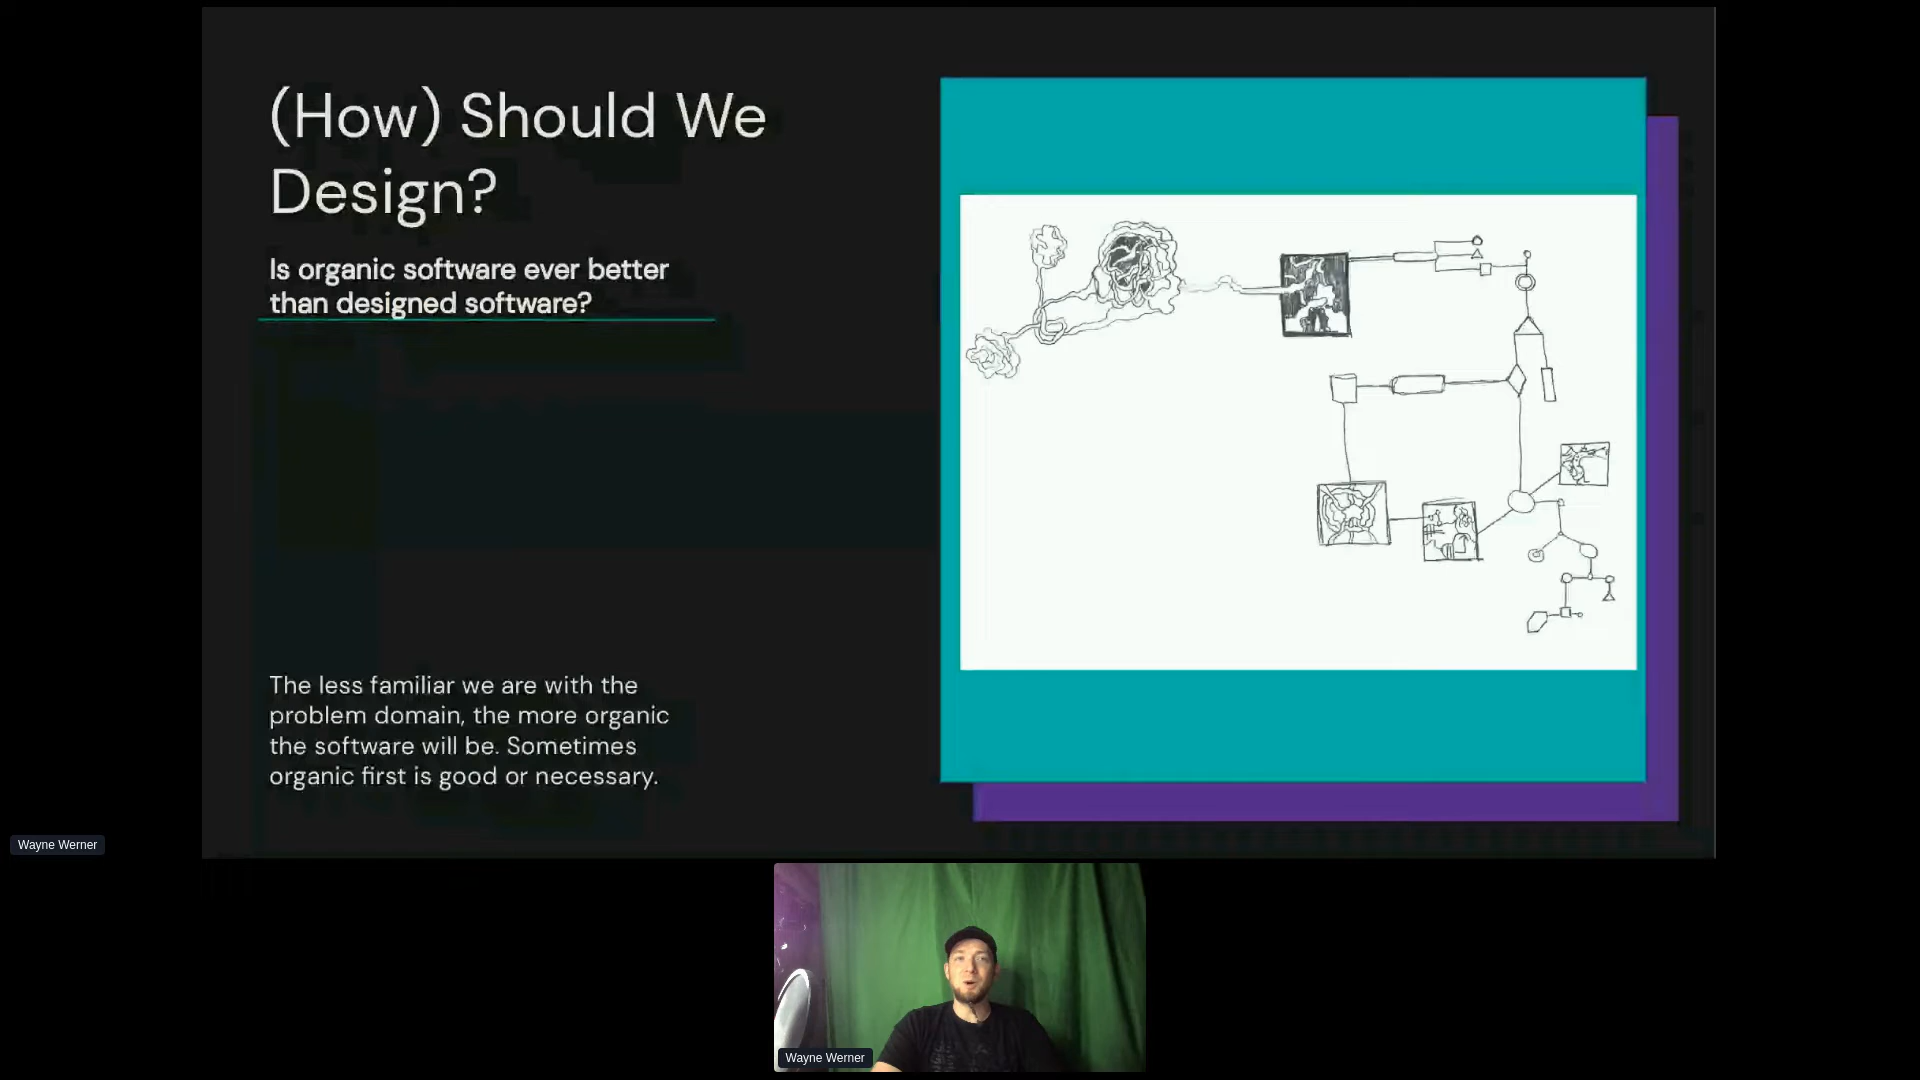 (How) Should We
Design?
Is organic software ever better
than designed software?
The less familiar we are with the
problem domain, the more organic
the software will be. Sometimes
organic first is good or necessary.
Wayne Werner
Wayne Werner